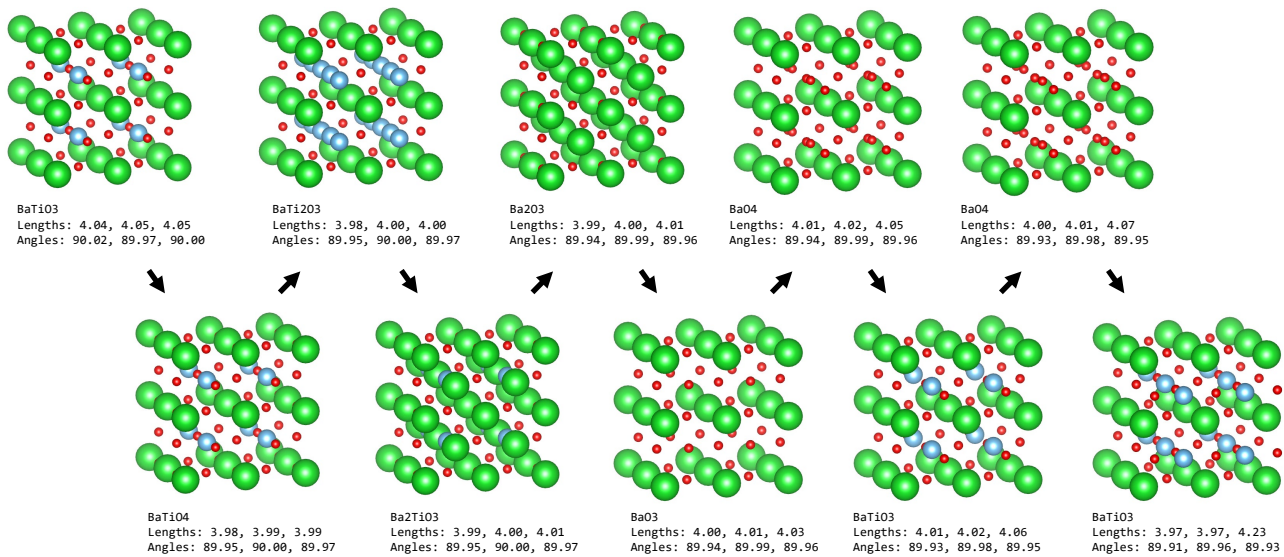 BaTiO3
Lengths: 4.04, 4.05, 4.05
Angles: 90.02, 89.97, 90.00
BaTi2O3
Lengths: 3.98, 4.00, 4.00
Angles: 89.95, 90.00, 89.97
Ba2O3
Lengths: 3.99, 4.00, 4.01
Angles: 89.94, 89.99, 89.96
BaO4
Lengths: 4.01, 4.02, 4.05
Angles: 89.94, 89.99, 89.96
BaO4
Lengths: 4.00, 4.01, 4.07
Angles: 89.93, 89.98, 89.95
BaTiO4
Lengths: 3.98, 3.99, 3.99
Angles: 89.95, 90.00, 89.97
Ba2TiO3
Lengths: 3.99, 4.00, 4.01
Angles: 89.95, 90.00, 89.97
BaO3
Lengths: 4.00, 4.01, 4.03
Angles: 89.94, 89.99, 89.96
BaTiO3
Lengths: 4.01, 4.02, 4.06
Angles: 89.93, 89.98, 89.95
BaTiO3
Lengths: 3.97, 3.97, 4.23
Angles: 89.91, 89.96, 89.93